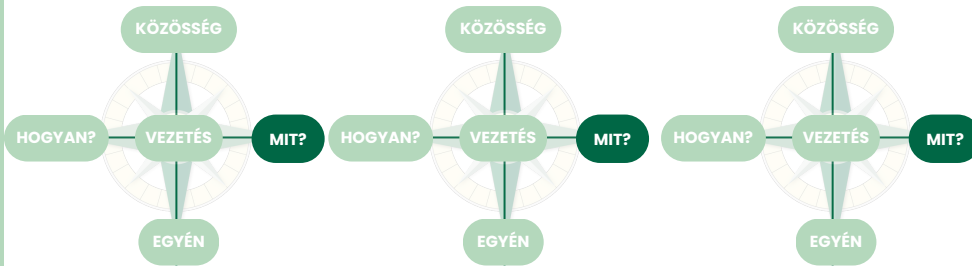 KÖZÖSSÉG KÖZÖSSÉG KÖZÖSSÉG
HOGYAN? VEZETÉS MIT? HOGYAN? VEZETÉS MIT? HOGYAN? VEZETÉS MIT?
EGYÉN EGYÉN EGYÉN